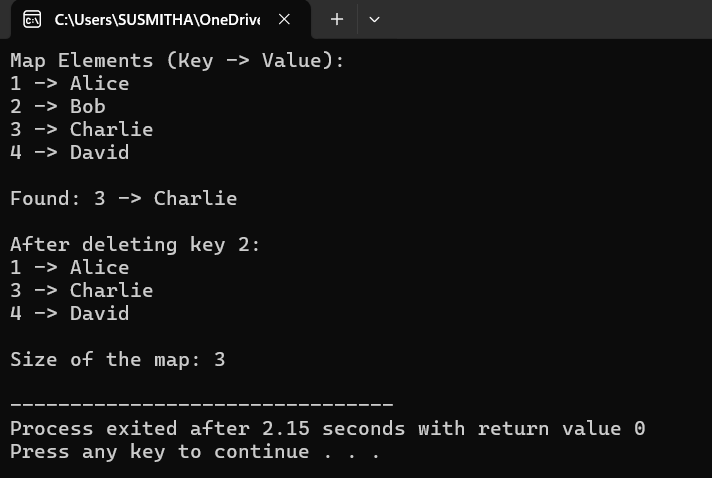 C:\Users\SUSMITHA\OneDrive
Map Elements (Key -> Value):
1 -> Alice
2 -> Bob
3 -> Charlie
4 -> David
Found: 3 -> Charlie
After deleting key 2:
1 -> Alice
3 -> Charlie
4 -> David
Size of the map: 3
--------------------------------
Process exited after 2.15 seconds with return value 0
Press any key to continue . . .